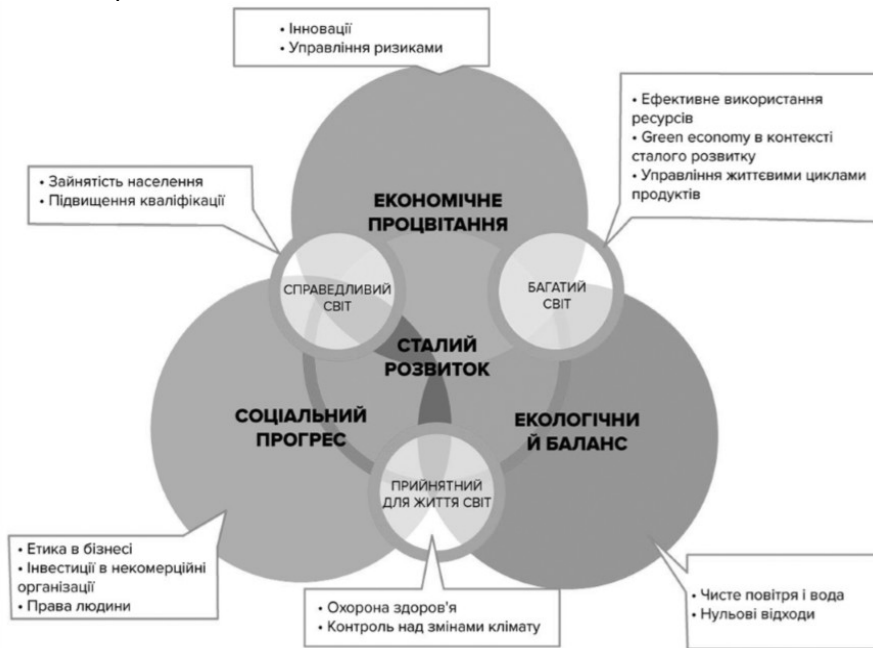 • Інновації
• Управління ризиками
• Ефективне використання
ресурсів
• Green economy в контексті
сталого розвитку
• Управління життєвими циклами
продуктів
• Зайнятість населення
• Підвищення кваліфікації
ЕКОНОМІЧНЕ
ПРОЦВІТАННЯ
СПРАВЕДЛИВИЙ
СВІТ
БАГАТИЙ
СВІТ
СТАЛИЙ
РОЗВИТОК
СОЦІАЛЬНИЙ
ПРОГРЕС
ЕКОЛОГІЧНИ
Й БАЛАНС
ПРИЙНЯТНИЙ
ДЛЯ ЖИТТЯ СВІТ
• Етика в бізнесі
• Інвестиції в некомерційні
організації
• Права людини
• Охорона здоров'я
• Контроль над змінами клімату
• Чисте повітря і вода
• Нульові відходи